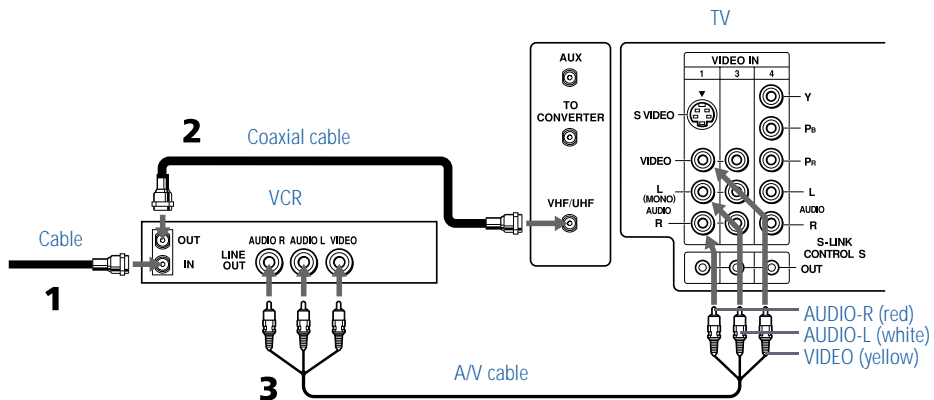 TV
VIDEO IN
1 3 4
S VIDEO
Y
PB
VIDEO
PR
L
(MONO)
AUDIO
R
L
AUDIO
R
S-LINK
CONTROL S
OUT
AUX
TO
CONVERTER
VHF/UHF
2
Coaxial cable
VCR
OUT
IN
LINE
OUT
AUDIO R AUDIO L VIDEO
Cable
1
3
A/V cable
AUDIO-R (red)
AUDIO-L (white)
VIDEO (yellow)